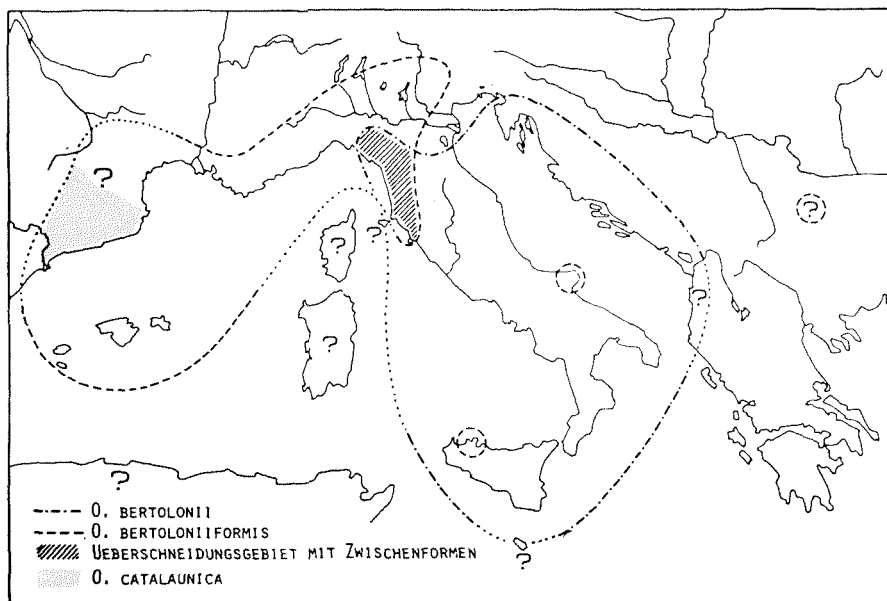 ?
?
?
?
?
?
?
?
O. BERTOLONII
O. BERTOLONIIFORMIS
UEBERSCHNEIDUNGSGEBIET MIT ZWISCHENFORMEN
O. CATALAUNICA